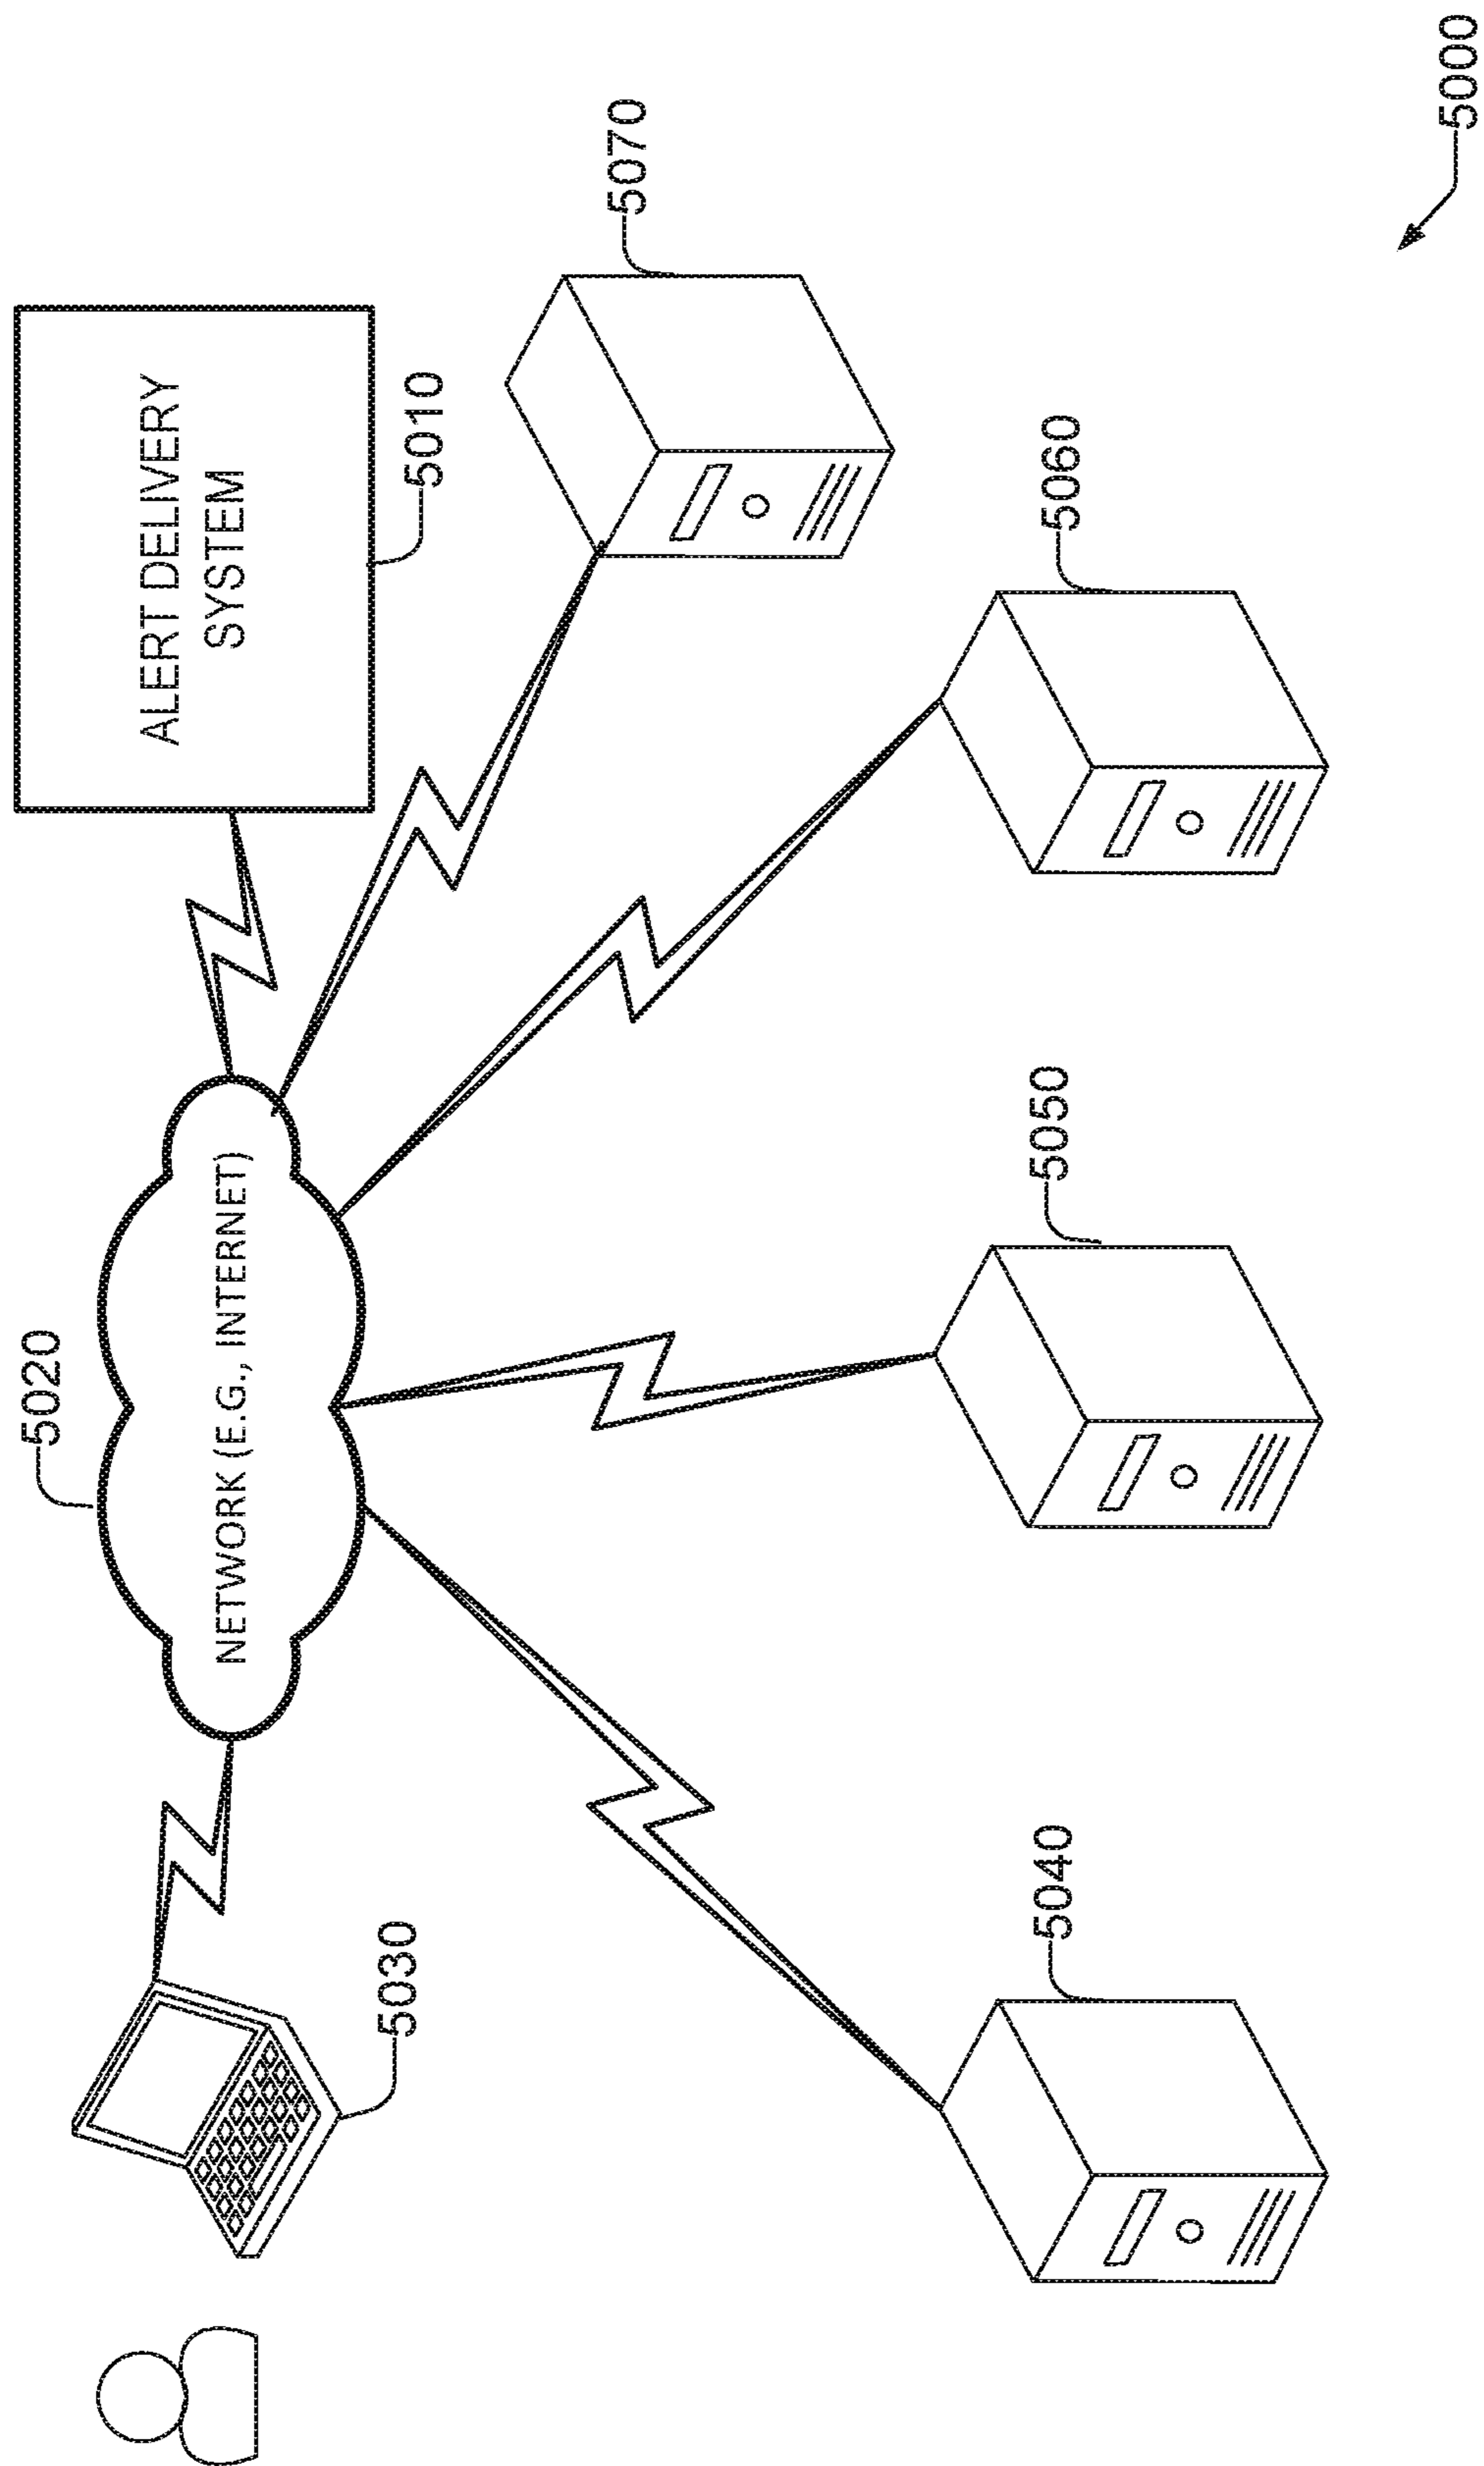 5020
NETWORK (E.G., INTERNET)
ALERT DELIVERY
SYSTEM
5010
5030
5070
5040
5050
5060
5000